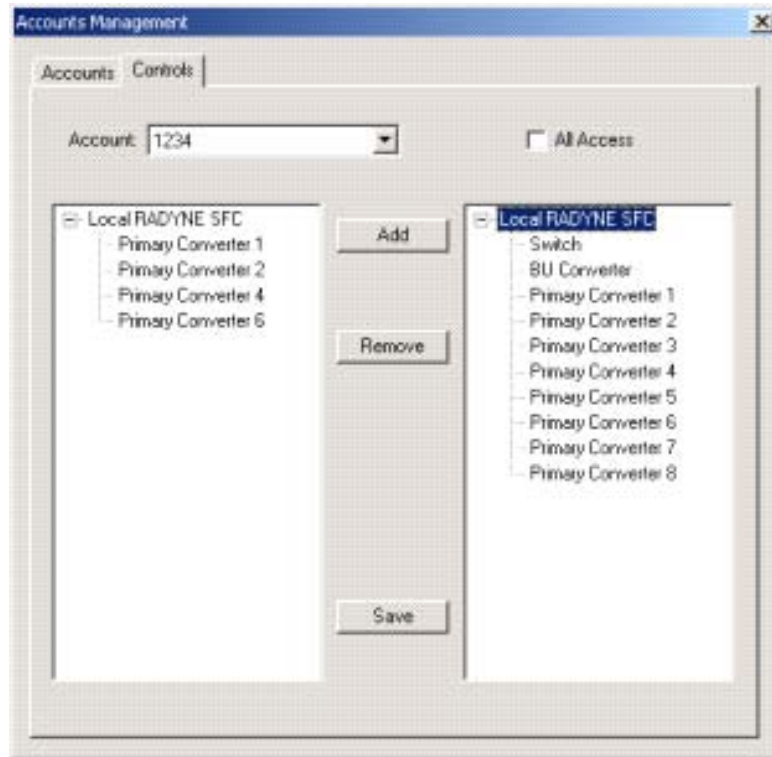 Accounts Management
Accounts Controls
Account: 1234 All Access
Local RADYNE SFC
Primary Converter 1
Primary Converter 2
Primary Converter 4
Primary Converter 6
Add
Remove
Save
Local RADYNE SFC
Switch
BU Converter
Primary Converter 1
Primary Converter 2
Primary Converter 3
Primary Converter 4
Primary Converter 5
Primary Converter 6
Primary Converter 7
Primary Converter 8